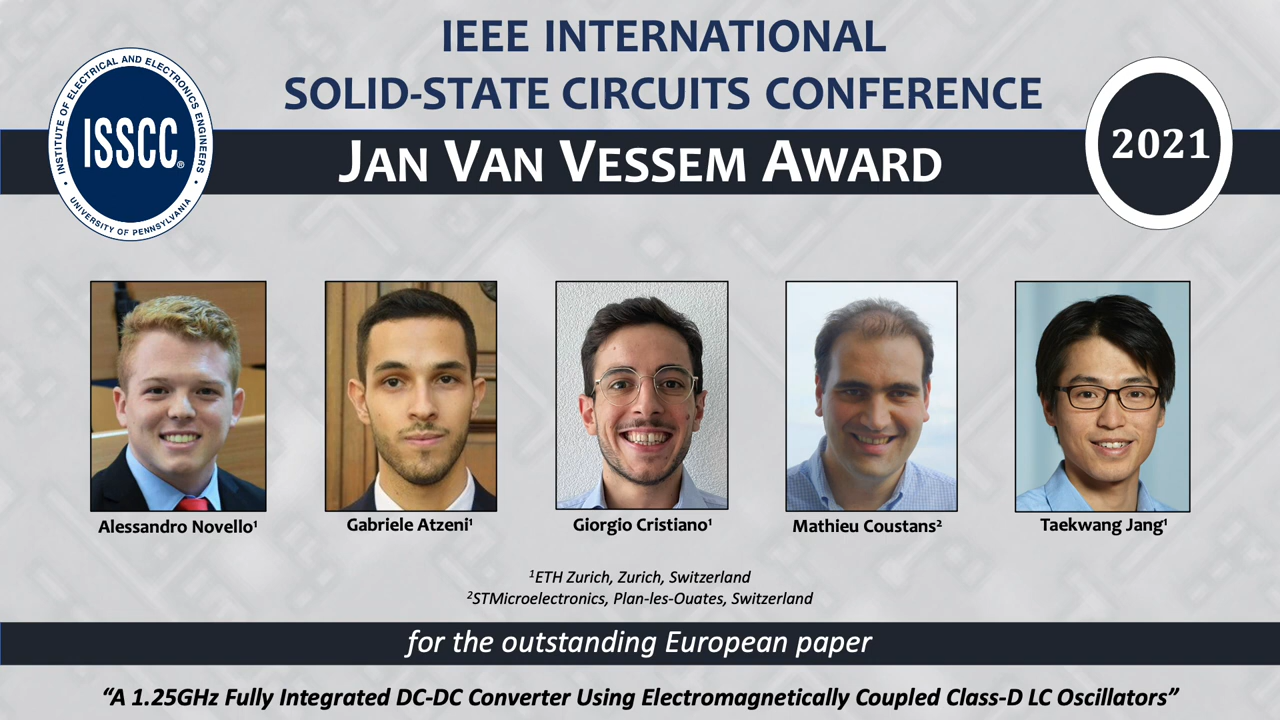 IEEE INTERNATIONAL
SOLID-STATE CIRCUITS CONFERENCE
INSTITUTE OF ELECTRICAL AND ELECTRONICS ENGINEERS
ISSCC®
• UNIVERSITY OF PENNSYLVANIA •
JAN VAN VESSEM AWARD
2021
Alessandro Novello¹
Gabriele Atzeni¹
Giorgio Cristiano¹
Mathieu Coustans²
Taekwang Jang¹
¹ETH Zurich, Zurich, Switzerland
²STMicroelectronics, Plan-les-Ouates, Switzerland
for the outstanding European paper
“A 1.25GHz Fully Integrated DC-DC Converter Using Electromagnetically Coupled Class-D LC Oscillators”